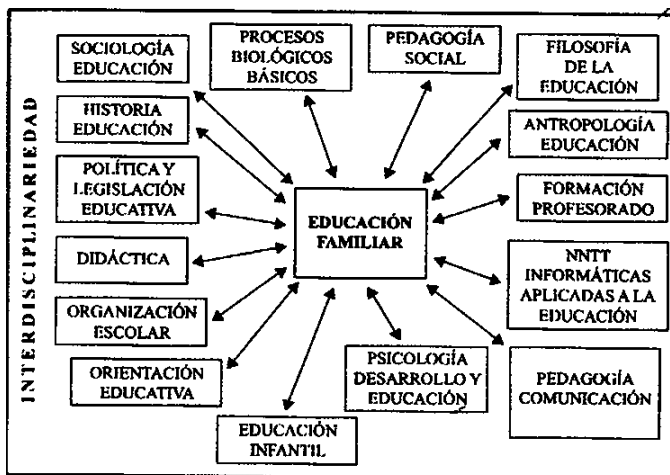 INTERDISCIPLINARIEDAD
SOCIOLOGÍA
EDUCACIÓN
PROCESOS
BIOLÓGICOS
BÁSICOS
PEDAGOGÍA
SOCIAL
FILOSOFÍA
DE LA
EDUCACIÓN
HISTORIA
EDUCACIÓN
ANTROPOLOGÍA
EDUCACIÓN
POLÍTICA Y
LEGISLACIÓN
EDUCATIVA
EDUCACIÓN
FAMILIAR
FORMACIÓN
PROFESORADO
DIDÁCTICA
NNTT
INFORMÁTICAS
APLICADAS A LA
EDUCACIÓN
ORGANIZACIÓN
ESCOLAR
ORIENTACIÓN
EDUCATIVA
PSICOLOGÍA
DESARROLLO Y
EDUCACIÓN
PEDAGOGÍA
COMUNICACIÓN
EDUCACIÓN
INFANTIL